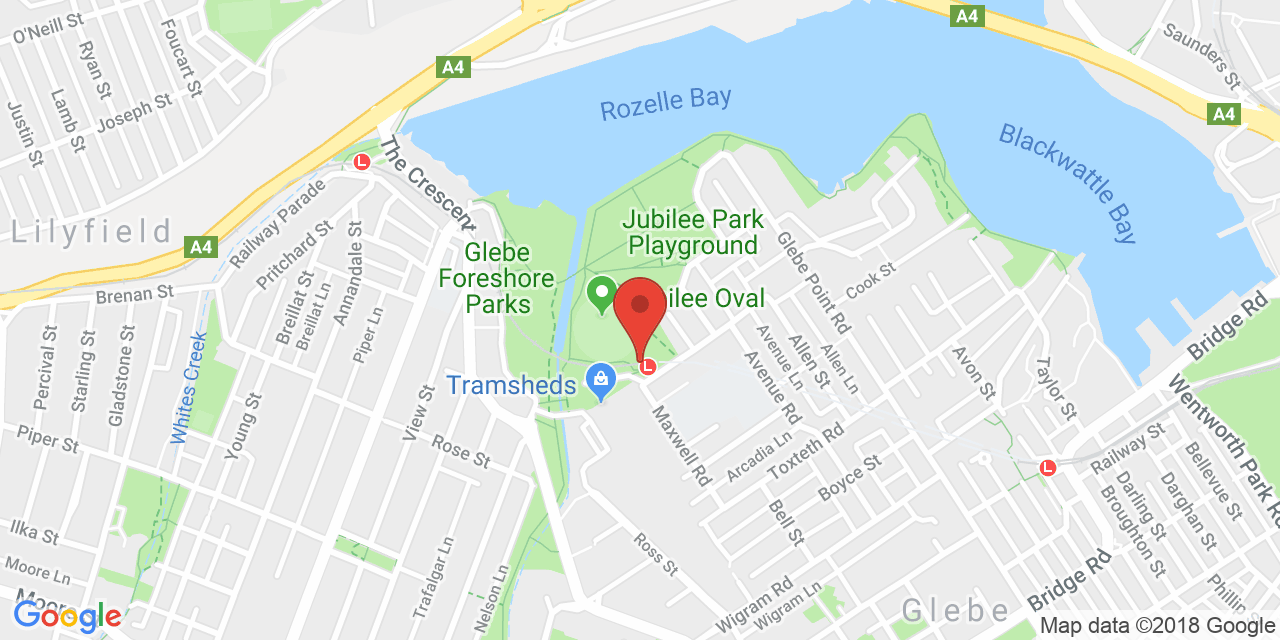 O'Neill St
Ryan St
Foucart St
Lamb St
Justin St
Joseph St
A4
A4
Saunders St
A4
Rozelle Bay
Blackwattle Bay
The Crescent
Lilyfield
Railway Parade
Pritchard St
A4
Brenan St
Breillat St
Breillat Ln
Annandale St
Piper Ln
Glebe
Foreshore
Parks
Jubilee Park
Playground
ilee Oval
Glebe Point Rd
Cook St
Percival St
Starling St
Gladstone St
Whites Creek
Young St
View St
Tramsheds
Avenue Ln
Avenue Rd
Allen St
Allen Ln
Avon St
Taylor St
Bridge Rd
Wentworth Park Rd
Piper St
Rose St
Maxwell Rd
Arcadia Ln
Toxteth Rd
Boyce St
Bell St
Railway St
Bellevue St
Darghan St
Darling St
Broughton St
Ilka St
Moore Ln
Moor
Trafalgar Ln
Nelson Ln
Ross St
Wigram Rd
Wigram Ln
Glebe
Bridge Rd
Phillip
Google
Map data ©2018 Google